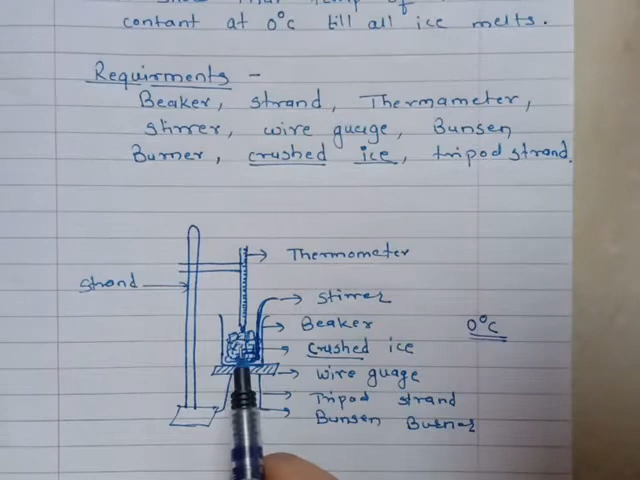 contant at 0°c till all ice melts.
Requirments -
Beaker, strand, Thermameter,
stirrer, wire guage, Bunsen
Burner, crushed ice, tripod strand.
Thermometer
strand
stirrer
Beaker
0°C
crushed ice
wire guage
Tripod strand
Bunsen Burner